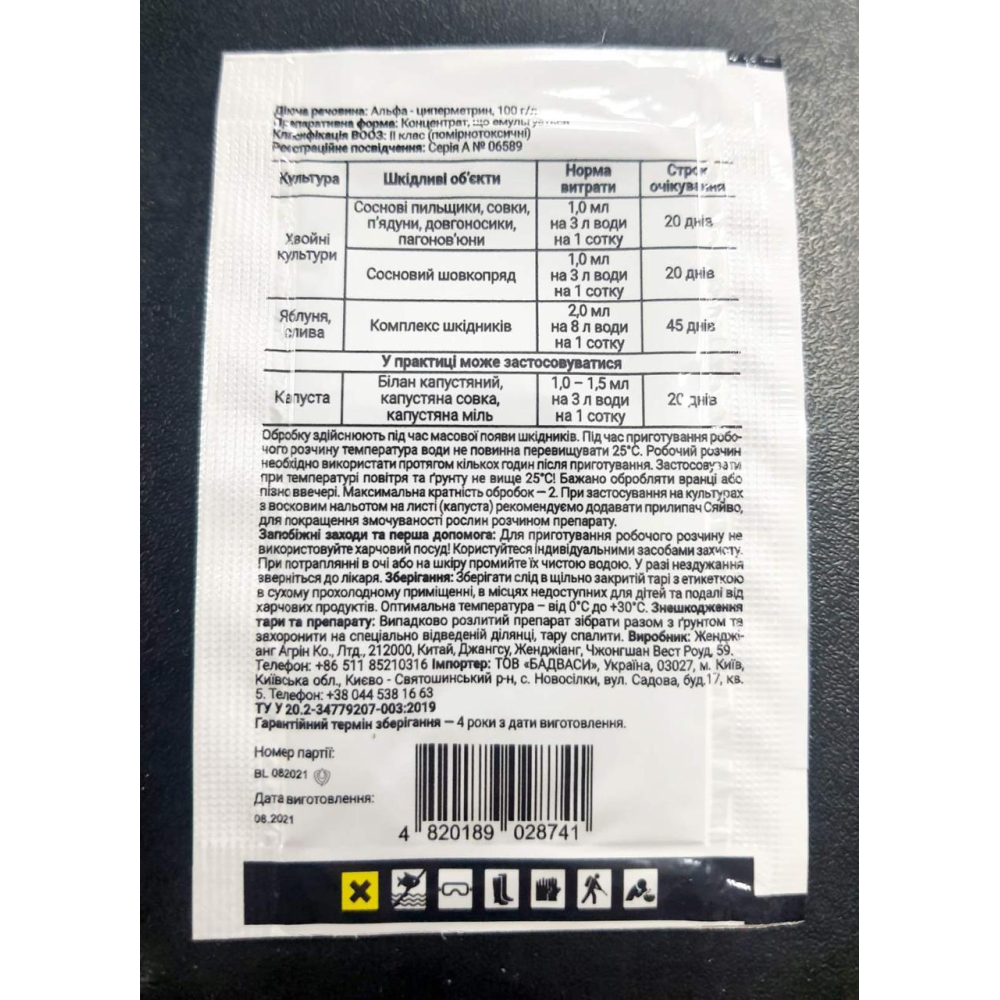 Діюча речовина: Альфа - циперметрин, 100 г/л
Препаративна форма: Концентрат, що емульгується
Класифікація ВООЗ: II клас (помірнотоксичні)
Реєстраційне посвідчення: Серія А № 06589
Культура Шкідливі об'єкти Норма витрати Строк очікування
Хвойні культури
Соснові пильщики, совки,
п'ядуни, довгоносики,
пагонов'юни
1,0 мл
на 3 л води
на 1 сотку
20 днів
Сосновий шовкопряд
1,0 мл
на 3 л води
на 1 сотку
20 днів
Яблуня,
слива
Комплекс шкідників
2,0 мл
на 8 л води
на 1 сотку
45 днів
У практиці може застосовуватися
Капуста
Білан капустяний,
капустяна совка,
капустяна міль
1,0 – 1,5 мл
на 3 л води
на 1 сотку
20 днів
Обробку здійснюють під час масової появи шкідників. Під час приготування робо-
чого розчину температура води не повинна перевищувати 25°C. Робочий розчин
необхідно використати протягом кількох годин після приготування. Застосовувати
при температурі повітря та ґрунту не вище 25°C! Бажано обробляти вранці або
пізно ввечері. Максимальна кратність обробок — 2. При застосування на культурах
з восковим нальотом на листі (капуста) рекомендуємо додавати прилипач Сяйво,
для покращення змочуваності рослин розчином препарату.
Запобіжні заходи та перша допомога: Для приготування робочого розчину не
використовуйте харчовий посуд! Користуйтеся індивідуальними засобами захисту.
При потраплянні в очі або на шкіру промийте їх чистою водою. У разі нездужання
зверніться до лікаря. Зберігання: Зберігати слід в щільно закритій тарі з етикеткою
в сухому прохолодному приміщенні, в місцях недоступних для дітей та подалі від
харчових продуктів. Оптимальна температура – від 0°C до +30°C. Знешкодження
тари та препарату: Випадково розлитий препарат зібрати разом з ґрунтом та
захоронити на спеціально відведеній ділянці, тару спалити. Виробник: Женджі-
анг Агрін Ко., Лтд., 212000, Китай, Джангсу, Женджіанг, Чжонгшан Вест Роуд, 59.
Телефон: +86 511 85210316 Імпортер: ТОВ «БАДВАСИ», Україна, 03027, м. Київ,
Київська обл., Києво - Святошинський р-н, с. Новосілки, вул. Садова, буд.17, кв.
5. Телефон: +38 044 538 16 63
ТУ У 20.2-34779207-003:2019
Гарантійний термін зберігання — 4 роки з дати виготовлення.
Номер партії:
BL 082021
Дата виготовлення:
08.2021
4 820189 028741